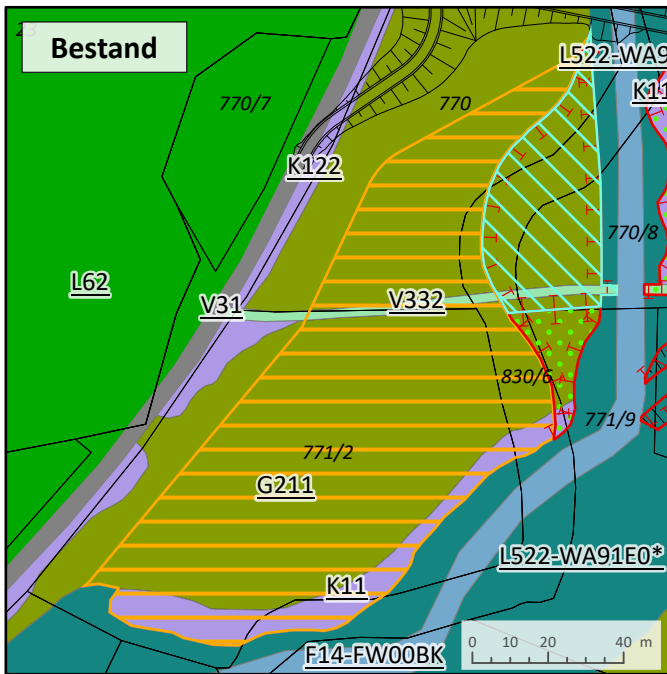 23
Bestand
L522-WA9
K11
770/7
770
K122
770/8
L62
V31
V332
830/6
771/9
771/2
G211
L522-WA91E0*
K11
F14-FW00BK
0 10 20 40 m